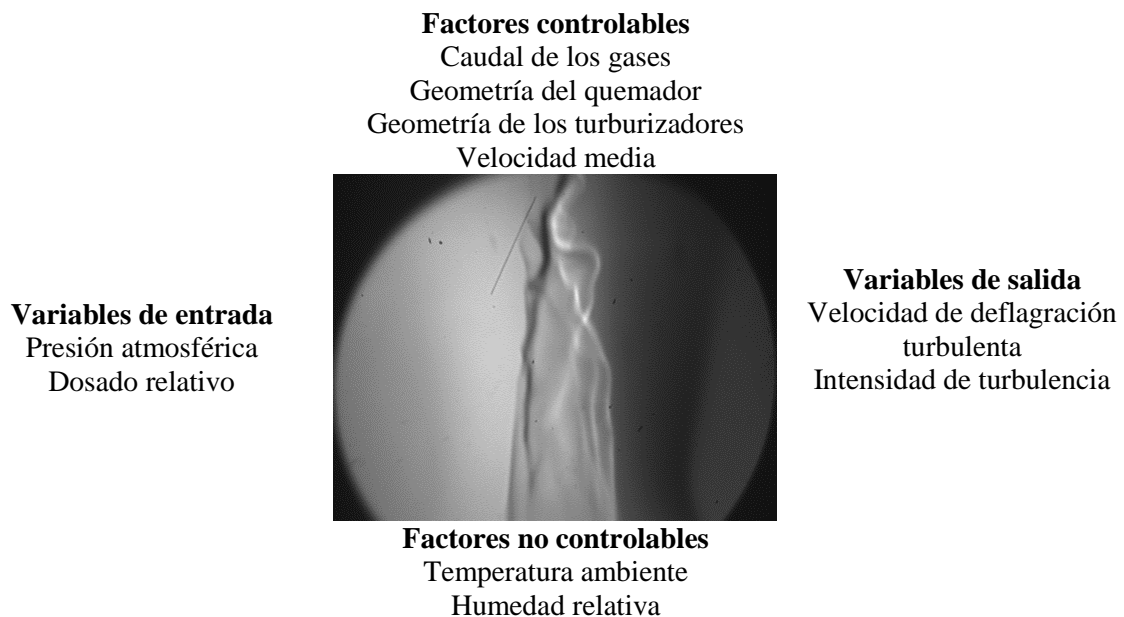 Factores controlables
Caudal de los gases
Geometría del quemador
Geometría de los turburizadores
Velocidad media
Variables de entrada
Presión atmosférica
Dosado relativo
Variables de salida
Velocidad de deflagración
turbulenta
Intensidad de turbulencia
Factores no controlables
Temperatura ambiente
Humedad relativa